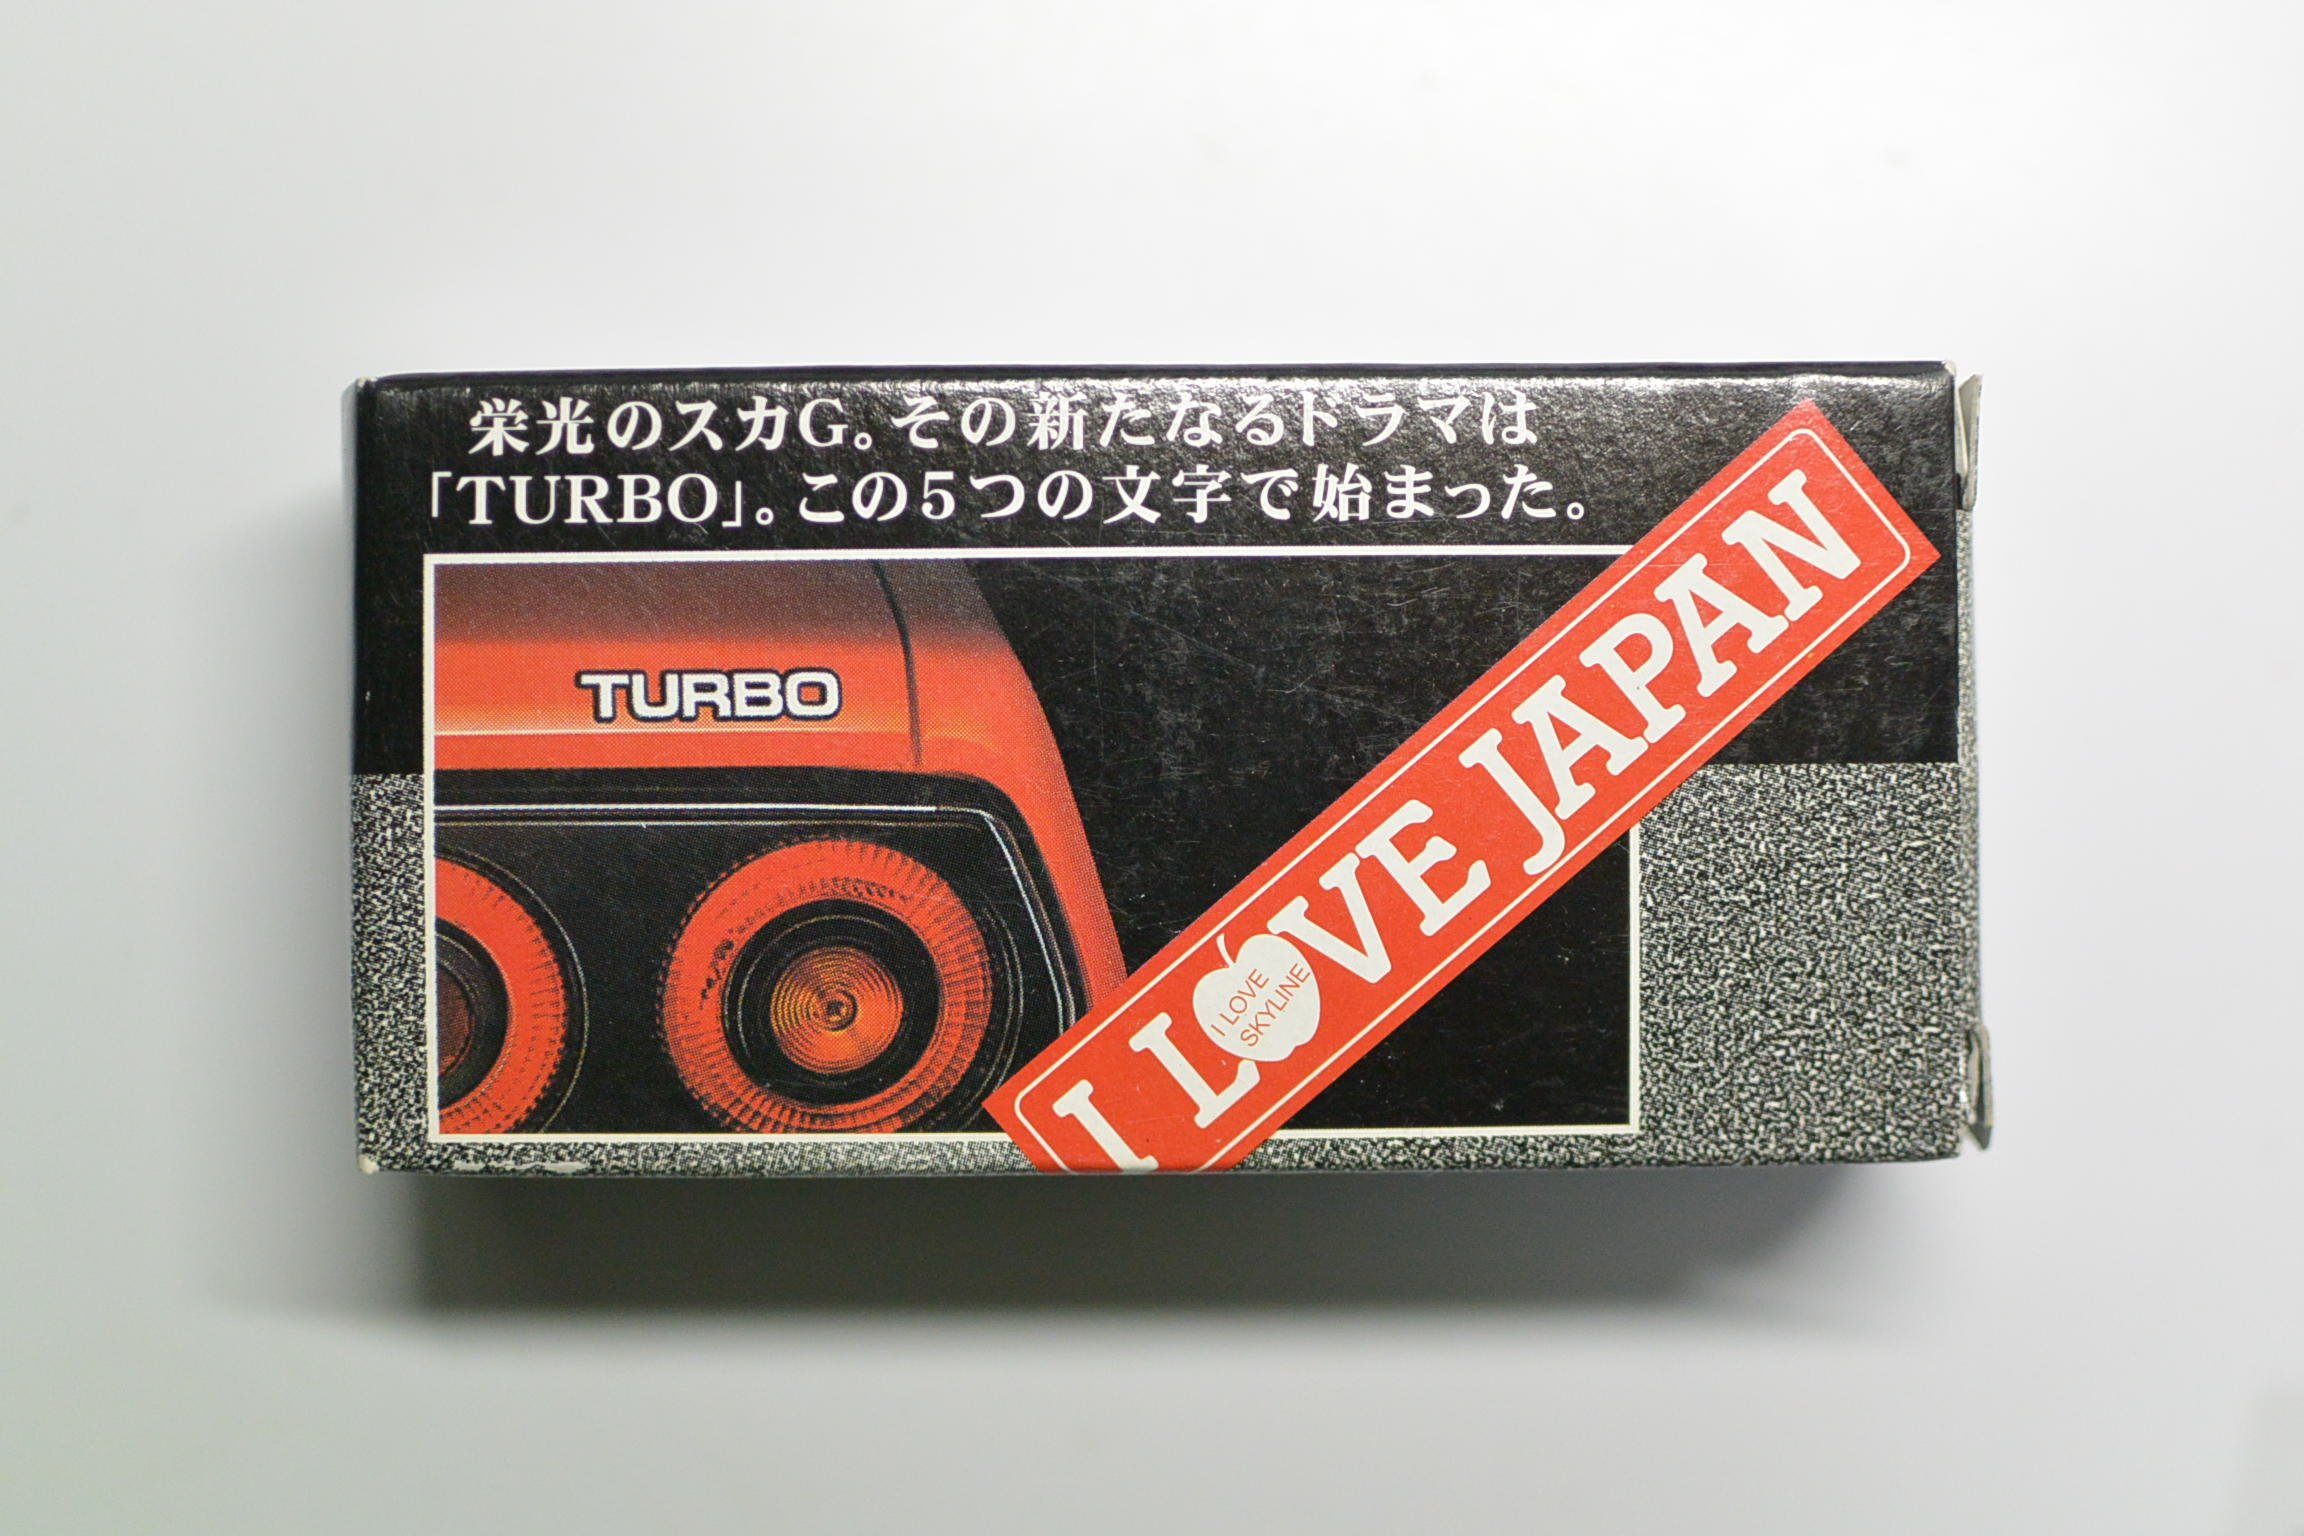 栄光のスカG。その新たなるドラマは
「TURBO」。この5つの文字で始まった。
TURBO
I LOVE JAPAN
I LOVE
SKYLINE